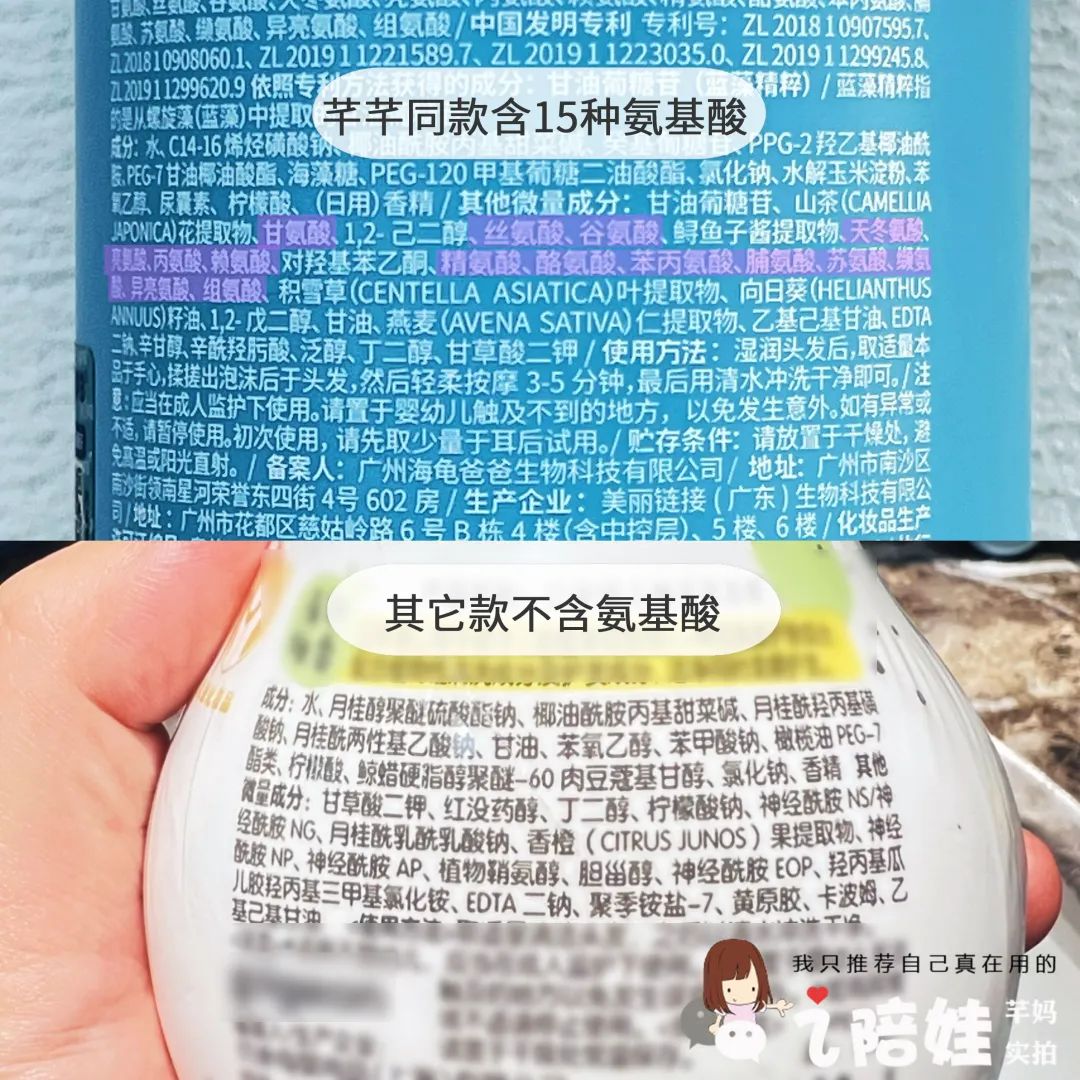 酸、苏氨酸、缬氨酸、异亮氨酸、组氨酸/中国发明专利 专利号：ZL 2018 1 0907595.7、
ZL 2018 1 0908060.1、ZL 2019 1 1221589.7、ZL 2019 1 1223035.0、ZL 2019 1 1299245.8、
ZL 2019 1 1299620.9 依照专利方法获得的成分：甘油葡糖苷（蓝藻精粹）/ 蓝藻精粹指
的是从螺旋藻(蓝藻)中提取
芊芊同款含15种氨基酸
成分：水、C14-16 烯烃磺酸钠、椰油酰胺丙基甜菜碱、癸基葡糖苷、PPG-2 羟乙基椰油酰
胺、PEG-7 甘油椰油酸酯、海藻糖、PEG-120 甲基葡糖二油酸酯、氯化钠、水解玉米淀粉、苯
氧乙醇、尿囊素、柠檬酸、（日用）香精 / 其他微量成分：甘油葡糖苷、山茶(CAMELLIA
JAPONICA)花提取物、甘氨酸、1,2- 己二醇、丝氨酸、谷氨酸、鲟鱼子酱提取物、天冬氨酸、
亮氨酸、丙氨酸、赖氨酸、对羟基苯乙酮、精氨酸、酪氨酸、苯丙氨酸、脯氨酸、苏氨酸、缬氨
酸、异亮氨酸、组氨酸、积雪草(CENTELLA ASIATICA)叶提取物、向日葵(HELIANTHUS
ANNUUS)籽油、1,2- 戊二醇、甘油、燕麦(AVENA SATIVA)仁提取物、乙基己基甘油、EDTA
二钠、辛甘醇、辛酰羟肟酸、泛醇、丁二醇、甘草酸二钾 / 使用方法：湿润头发后,取适量本
品于手心,揉搓出泡沫后于头发,然后轻柔按摩 3-5 分钟,最后用清水冲洗干净即可。/ 注
意：应当在成人监护下使用。请置于婴幼儿触及不到的地方，以免发生意外。如有异常或
不适,请暂停使用。初次使用，请先取少量于耳后试用。/ 贮存条件：请放置于干燥处，避
免高温或阳光直射。/ 备案人：广州海龟爸爸生物科技有限公司 / 地址：广州市南沙区
南沙街领南星河荣誉东四街 4号 602 房 / 生产企业：美丽链接 (广东) 生物科技有限公
司 / 地址：广州市花都区慈姑岭路 6 号 B 栋 4 楼(含中控层)、5 楼、6 楼 / 化妆品生产
其它款不含氨基酸
成分：水、月桂醇聚醚硫酸酯钠、椰油酰胺丙基甜菜碱、月桂酰羟丙基磺
酸钠、月桂酰两性基乙酸钠、甘油、苯氧乙醇、苯甲酸钠、橄榄油 PEG-7
酯类、柠檬酸、鲸蜡硬脂醇聚醚-60 肉豆蔻基甘醇、氯化钠、香精 其他
微量成分：甘草酸二钾、红没药醇、丁二醇、柠檬酸钠、神经酰胺 NS/神
经酰胺 NG、月桂酰乳酰乳酸钠、香橙（CITRUS JUNOS）果提取物、神经
酰胺 NP、神经酰胺 AP、植物鞘氨醇、胆甾醇、神经酰胺 EOP、羟丙基瓜
儿胶羟丙基三甲基氯化铵、EDTA 二钠、聚季铵盐-7、黄原胶、卡波姆、乙
基己基甘油
我只推荐自己真在用的
陪娃
芊妈
实拍